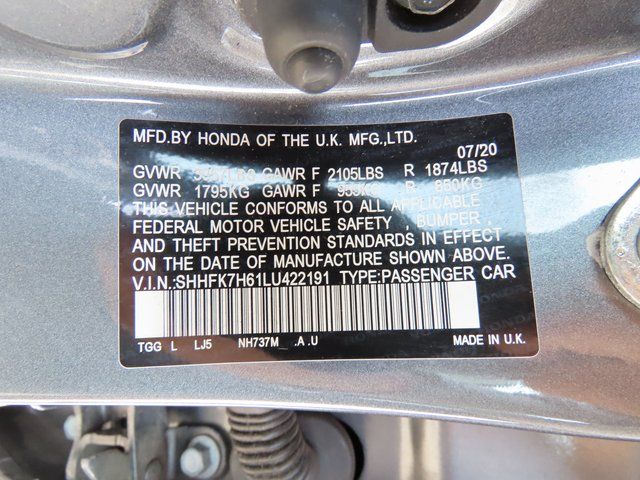 MFD.BY HONDA OF THE U.K. MFG.,LTD.
07/20
GVWR GAWR F 2105LBS R 1874LBS
GVWR 1795KG GAWR F R 850KG
THIS VEHICLE CONFORMS TO ALL APPLICABLE
FEDERAL MOTOR VEHICLE SAFETY , BUMPER ,
AND THEFT PREVENTION STANDARDS IN EFFECT
ON THE DATE OF MANUFACTURE SHOWN ABOVE.
V.I.N.:SHHFK7H61LU422191 TYPE:PASSENGER CAR
TGG L LJ5 NH737M .A .U MADE IN U.K.